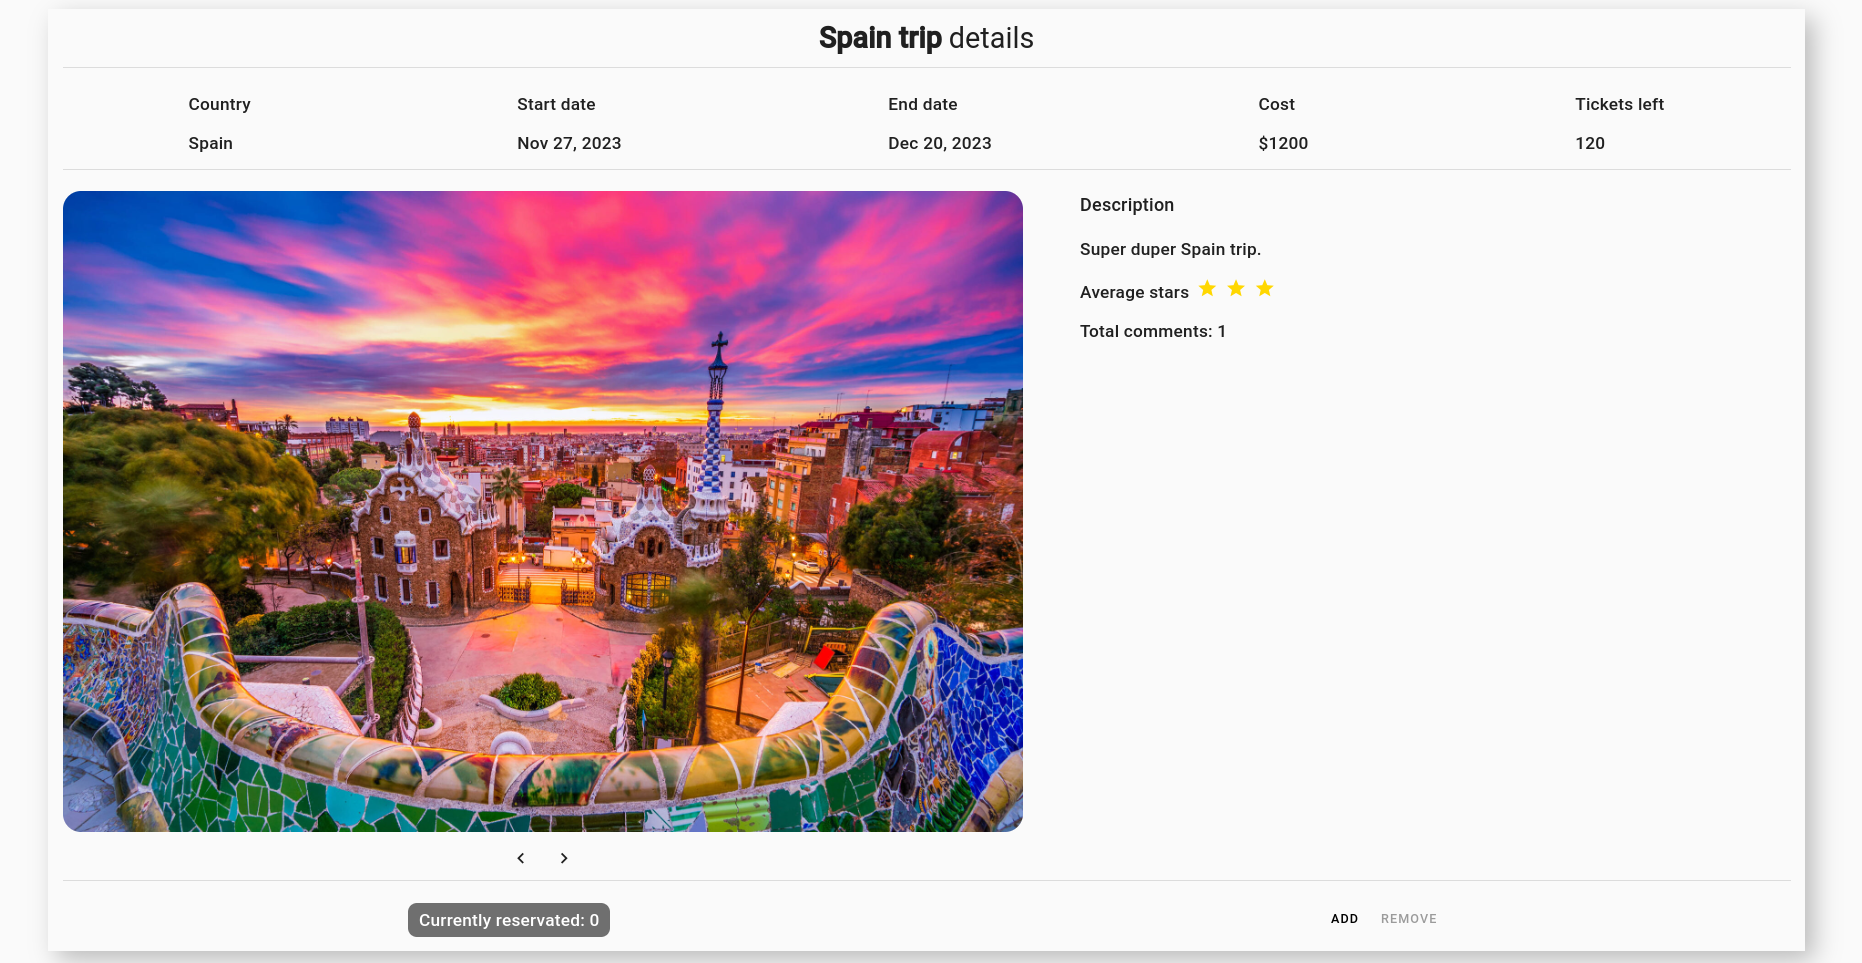 Spain trip details
Country Start date End date Cost Tickets left
Spain Nov 27, 2023 Dec 20, 2023 $1200 120
Description
Super duper Spain trip.
Average stars
Total comments: 1
Currently reservated: 0
ADD REMOVE